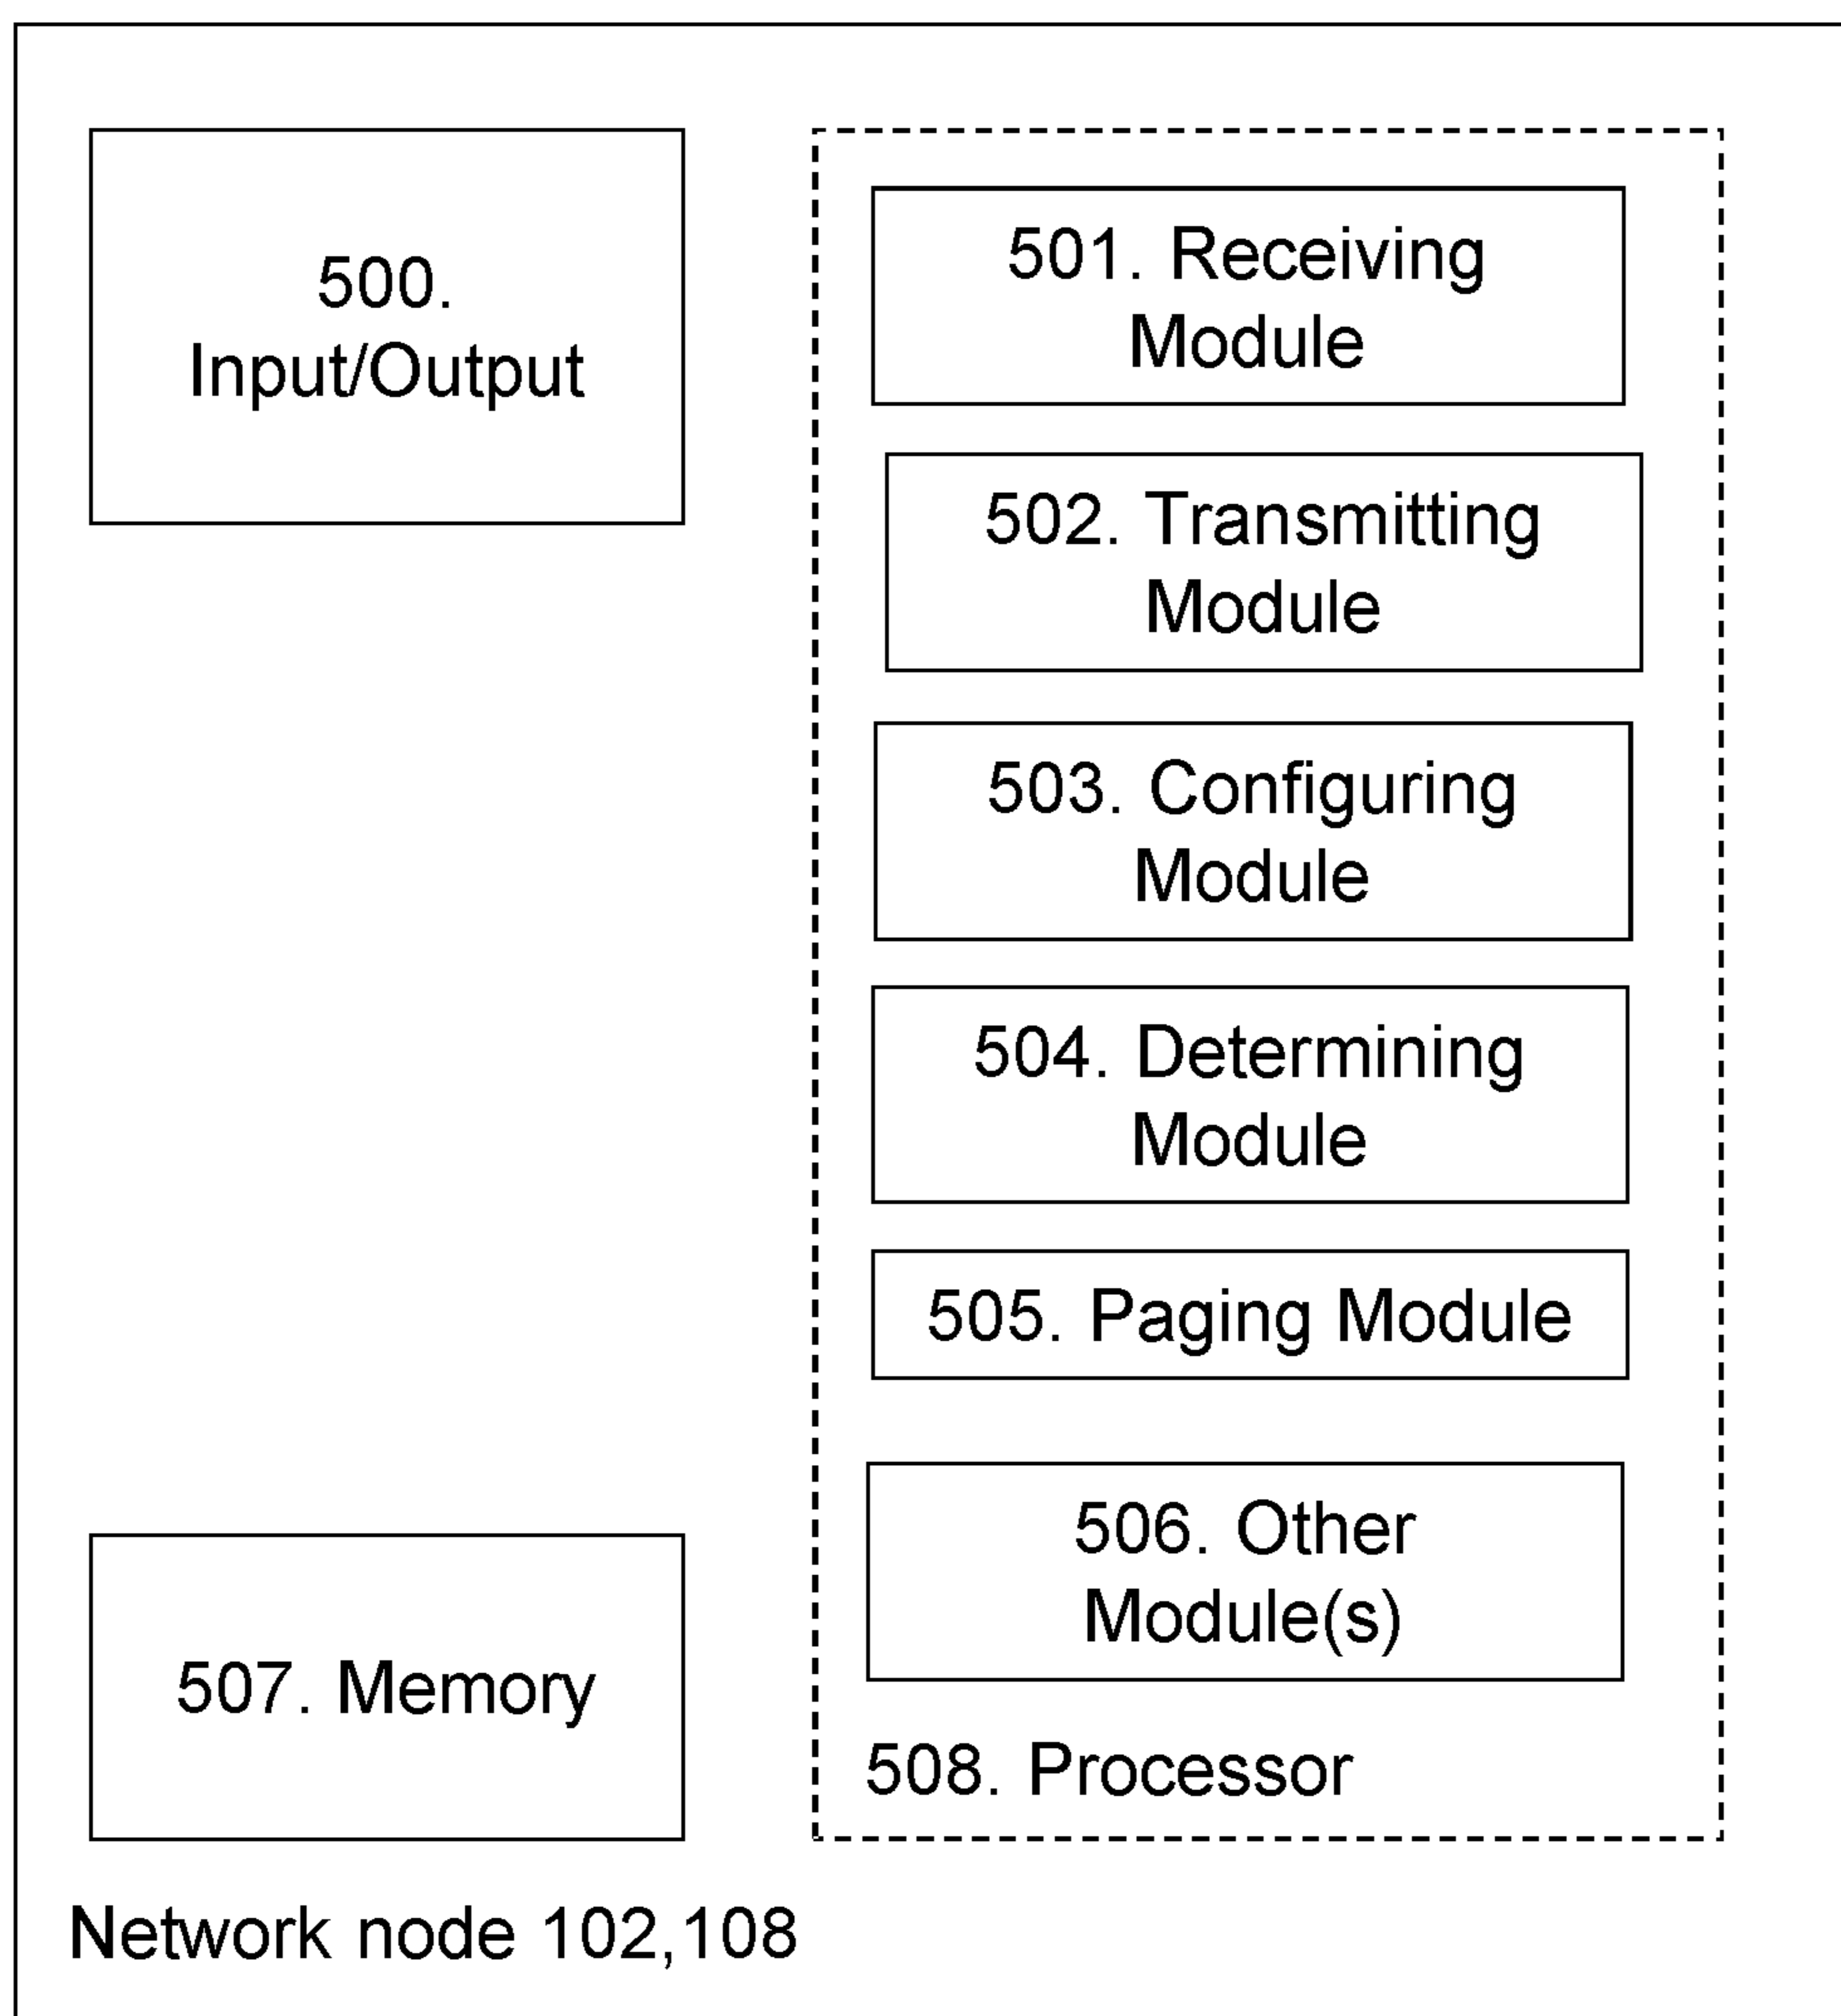 500.
Input/Output
501. Receiving
Module
502. Transmitting
Module
503. Configuring
Module
504. Determining
Module
505. Paging Module
506. Other
Module(s)
507. Memory
508. Processor
Network node 102,108